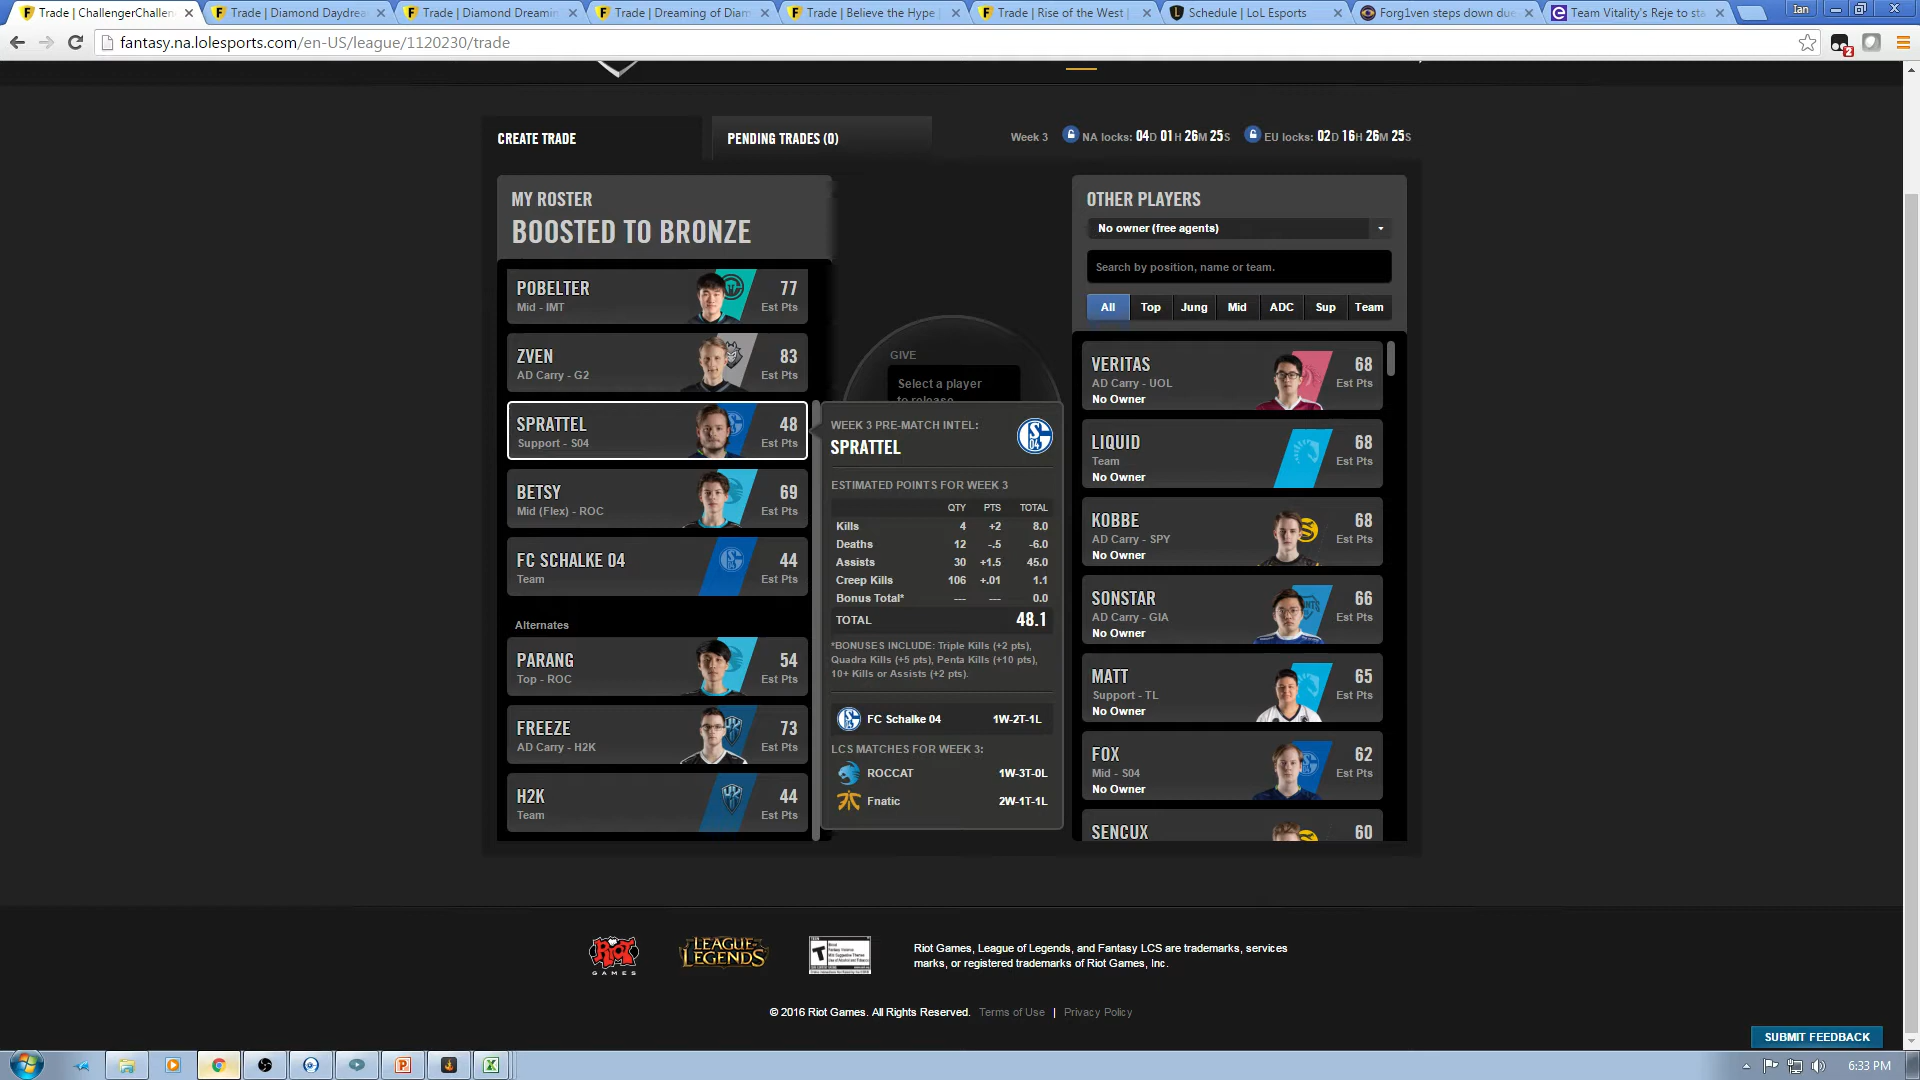 Trade | ChallengerChallen
Trade | Diamond Daydrea
Trade | Diamond Dreamin
Trade | Dreaming of Diam
Trade | Believe the Hype |
Trade | Rise of the West |
Schedule | LoL Esports
Forg1ven steps down due
Team Vitality's Reje to sta
Ian
fantasy.na.lolesports.com/en-US/league/1120230/trade
2
CREATE TRADE
PENDING TRADES (0)
Week 3 NA locks: 04D 01H 26M 25S EU locks: 02D 16H 26M 25S
MY ROSTER
BOOSTED TO BRONZE
POBELTER 77
Mid - IMT Est Pts
ZVEN 83
AD Carry - G2 Est Pts
SPRATTEL 48
Support - S04 Est Pts
BETSY 69
Mid (Flex) - ROC Est Pts
FC SCHALKE 04 44
Team Est Pts
Alternates
PARANG 54
Top - ROC Est Pts
FREEZE 73
AD Carry - H2K Est Pts
H2K 44
Team Est Pts
GIVE
Select a player
to release
WEEK 3 PRE-MATCH INTEL:
SPRATTEL
ESTIMATED POINTS FOR WEEK 3
QTY PTS TOTAL
Kills 4 +2 8.0
Deaths 12 -.5 -6.0
Assists 30 +1.5 45.0
Creep Kills 106 +.01 1.1
Bonus Total* --- --- 0.0
TOTAL 48.1
*BONUSES INCLUDE: Triple Kills (+2 pts),
Quadra Kills (+5 pts), Penta Kills (+10 pts),
10+ Kills or Assists (+2 pts).
FC Schalke 04 1W-2T-1L
LCS MATCHES FOR WEEK 3:
ROCCAT 1W-3T-0L
Fnatic 2W-1T-1L
OTHER PLAYERS
No owner (free agents)
Search by position, name or team.
All Top Jung Mid ADC Sup Team
VERITAS 68
AD Carry - UOL Est Pts
No Owner
LIQUID 68
Team Est Pts
No Owner
KOBBE 68
AD Carry - SPY Est Pts
No Owner
SONSTAR 66
AD Carry - GIA Est Pts
No Owner
MATT 65
Support - TL Est Pts
No Owner
FOX 62
Mid - S04 Est Pts
No Owner
SENCUX 60
RIOT
GAMES
LEAGUE OF
LEGENDS
Riot Games, League of Legends, and Fantasy LCS are trademarks, services
marks, or registered trademarks of Riot Games, Inc.
© 2016 Riot Games. All Rights Reserved. Terms of Use | Privacy Policy
SUBMIT FEEDBACK
6:33 PM